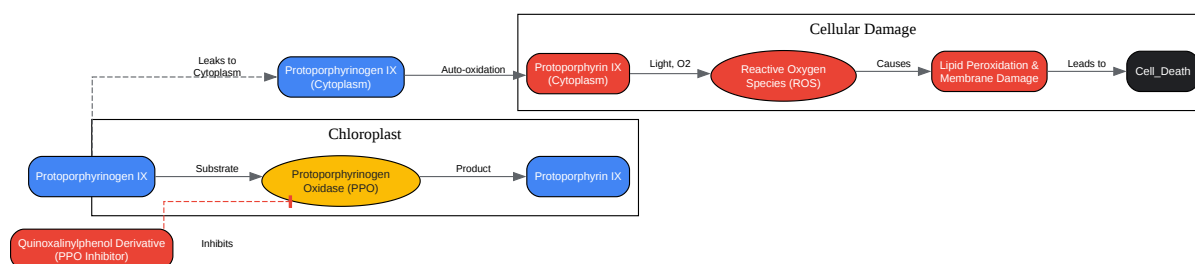 Cellular Damage
Leaks to
Cytoplasm
Protoporphyrinogen IX
(Cytoplasm)
Auto-oxidation
Protoporphyrin IX
(Cytoplasm)
Light, O2
Reactive Oxygen
Species (ROS)
Causes
Lipid Peroxidation &
Membrane Damage
Leads to
Cell_Death
Chloroplast
Protoporphyrinogen IX
Substrate
Protoporphyrinogen
Oxidase (PPO)
Product
Protoporphyrin IX
Quinoxalinylphenol Derivative
(PPO Inhibitor)
Inhibits